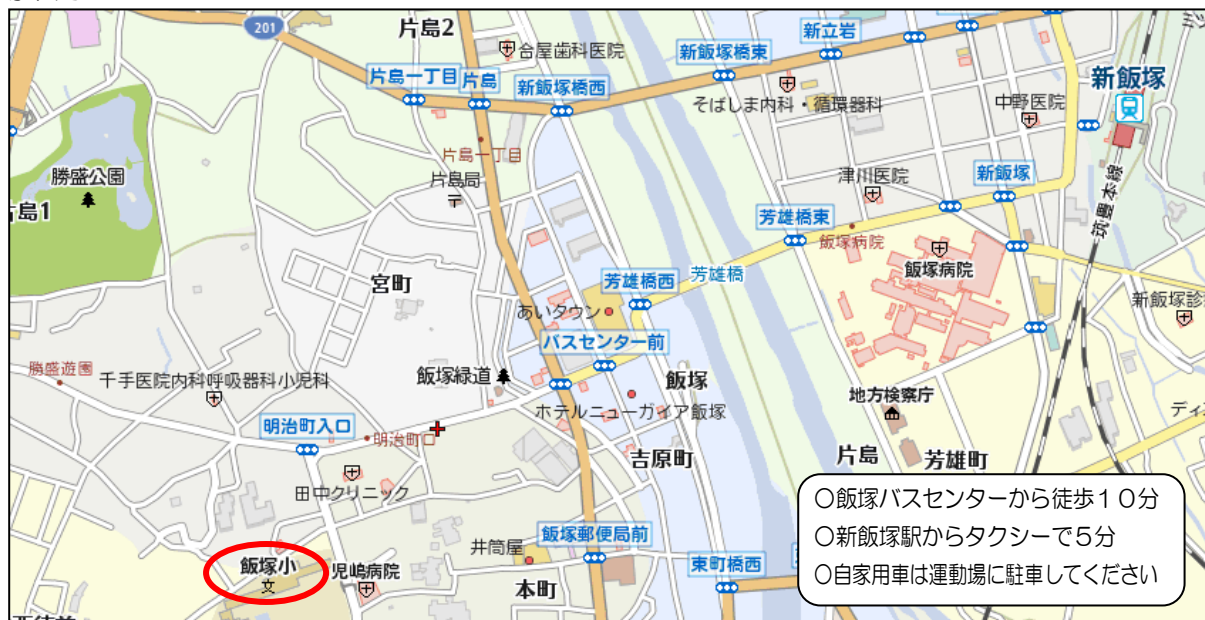 201
片島2
合屋歯科医院
新立岩
新飯塚橋東
片島一丁目
片島
新飯塚橋西
そばしま内科・循環器科
中野医院
新飯塚
片島一丁目
片島局
勝盛公園
津川医院
新飯塚
片島1
芳雄橋東
飯塚病院
筑豊本線
飯塚病院
宮町
芳雄橋西
芳雄橋
あいタウン
新飯塚診
バスセンター前
勝盛遊園
千手医院内科呼吸器科小児科
飯塚緑道
飯塚
ホテルニューガイア飯塚
地方検察庁
ディス
明治町入口
明治町口
吉原町
片島
芳雄町
田中クリニック
○飯塚バスセンターから徒歩10分
○新飯塚駅からタクシーで5分
○自家用車は運動場に駐車してください
飯塚小
文
児嶋病院
井筒屋
飯塚郵便局前
本町
東町橋西